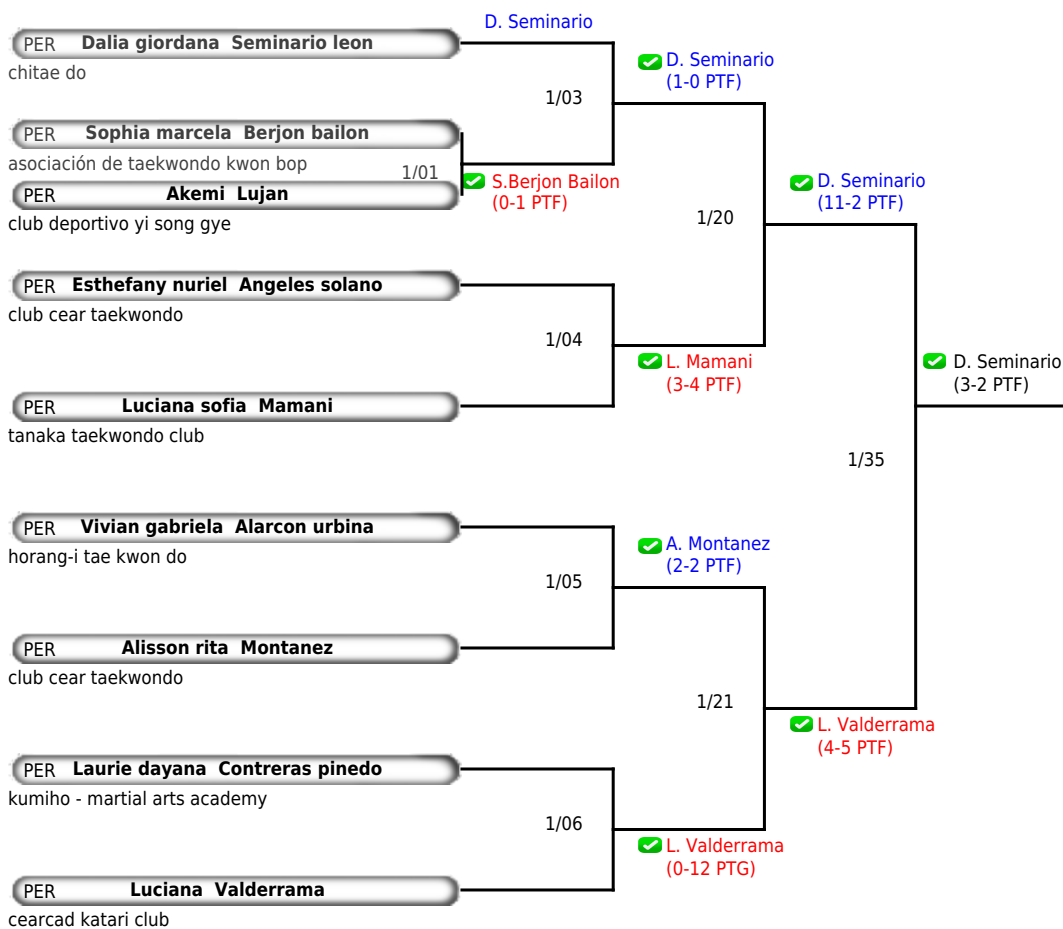 D. Seminario
PER Dalia giordana Seminario leon
chitae do
D. Seminario
(1-0 PTF)
1/03
PER Sophia marcela Berjon bailon
asociación de taekwondo kwon bop
1/01
S.Berjon Bailon
(0-1 PTF)
PER Akemi Lujan
club deportivo yi song gye
D. Seminario
(11-2 PTF)
1/20
PER Esthefany nuriel Angeles solano
club cear taekwondo
1/04
L. Mamani
(3-4 PTF)
D. Seminario
(3-2 PTF)
PER Luciana sofia Mamani
tanaka taekwondo club
1/35
PER Vivian gabriela Alarcon urbina
horang-i tae kwon do
A. Montanez
(2-2 PTF)
1/05
PER Alisson rita Montanez
club cear taekwondo
1/21
L. Valderrama
(4-5 PTF)
PER Laurie dayana Contreras pinedo
kumiho - martial arts academy
1/06
L. Valderrama
(0-12 PTG)
PER Luciana Valderrama
cearcad katari club